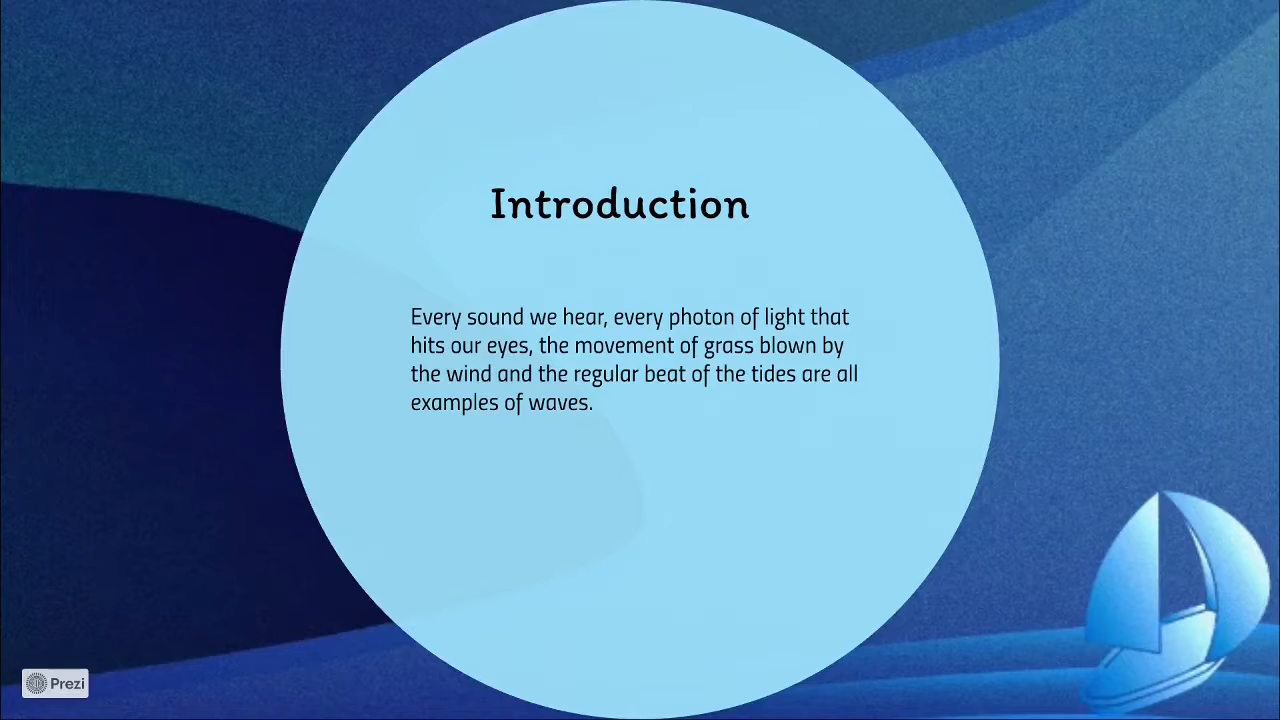 Introduction
Every sound we hear, every photon of light that
hits our eyes, the movement of grass blown by
the wind and the regular beat of the tides are all
examples of waves.
Prezi